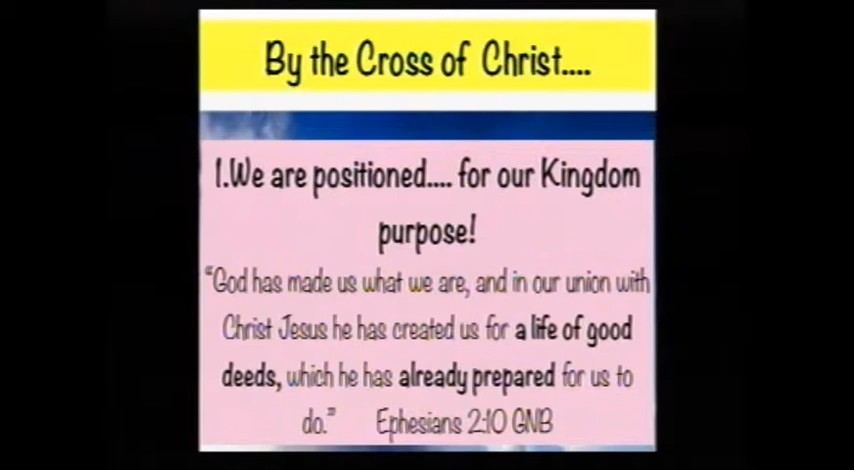 By the Cross of Christ....
1.We are positioned.... for our Kingdom
purpose!
“God has made us what we are, and in our union with
Christ Jesus he has created us for a life of good
deeds, which he has already prepared for us to
do.” Ephesians 2:10 GNB